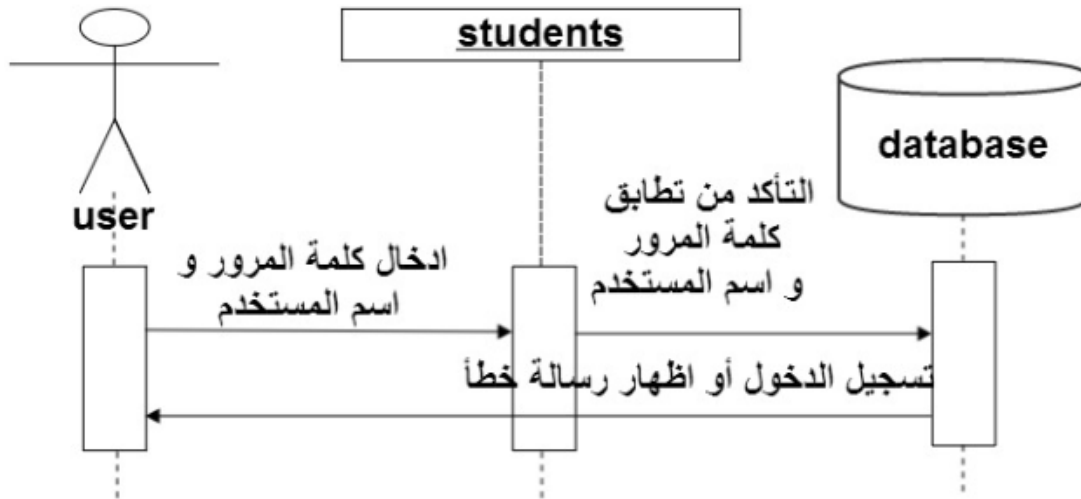 students
database
user
التأكد من تطابق
كلمة المرور
و اسم المستخدم
ادخال كلمة المرور و
اسم المستخدم
تسجيل الدخول أو اظهار رسالة خطأ